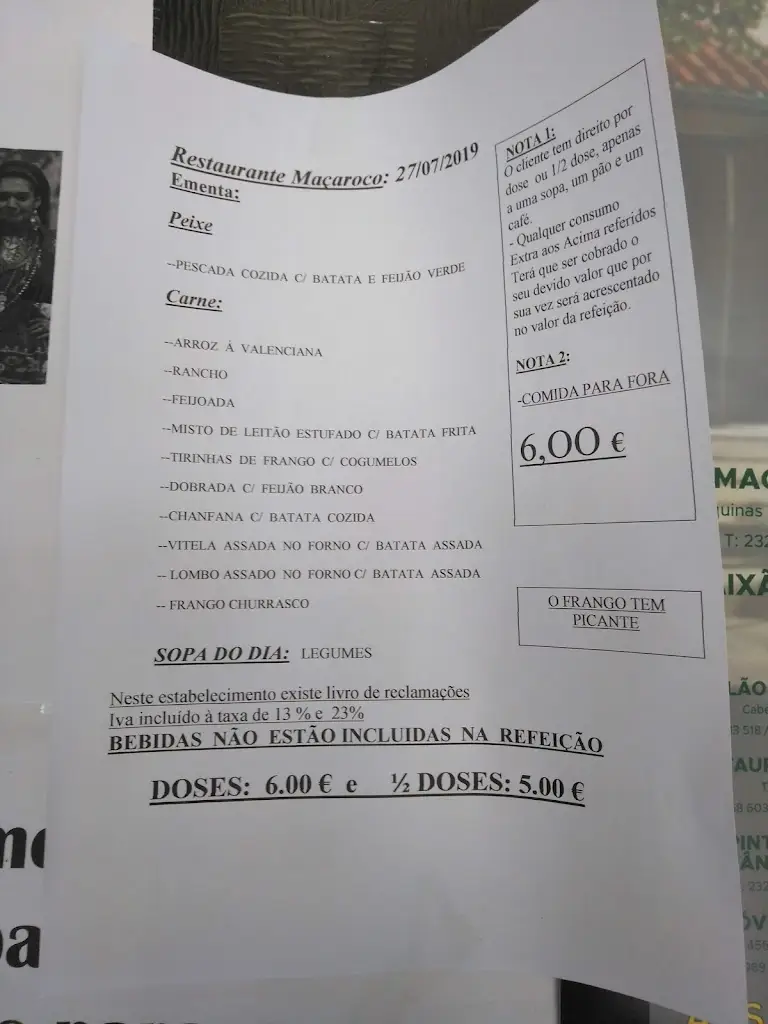 Restaurante Maçaroco: 27/07/2019
Ementa:
Peixe
--PESCADA COZIDA C/ BATATA E FEIJÃO VERDE
Carne:
--ARROZ Á VALENCIANA
--RANCHO
--FEIJOADA
--MISTO DE LEITÃO ESTUFADO C/ BATATA FRITA
--TIRINHAS DE FRANGO C/ COGUMELOS
--DOBRADA C/ FEIJÃO BRANCO
--CHANFANA C/ BATATA COZIDA
--VITELA ASSADA NO FORNO C/ BATATA ASSADA
-- LOMBO ASSADO NO FORNO C/ BATATA ASSADA
-- FRANGO CHURRASCO
SOPA DO DIA: LEGUMES
Neste estabelecimento existe livro de reclamações
Iva incluído à taxa de 13 % e 23%
BEBIDAS NÃO ESTÃO INCLUIDAS NA REFEIÇÃO
DOSES: 6.00 € e ½ DOSES: 5.00 €
NOTA 1:
O cliente tem direito por
dose ou 1/2 dose, apenas
a uma sopa, um pão e um
café.
- Qualquer consumo
Extra aos Acima referidos
Terá que ser cobrado o
seu devido valor que por
sua vez será acrescentado
no valor da refeição.
NOTA 2:
-COMIDA PARA FORA
6,00 €
O FRANGO TEM
PICANTE
T: 232